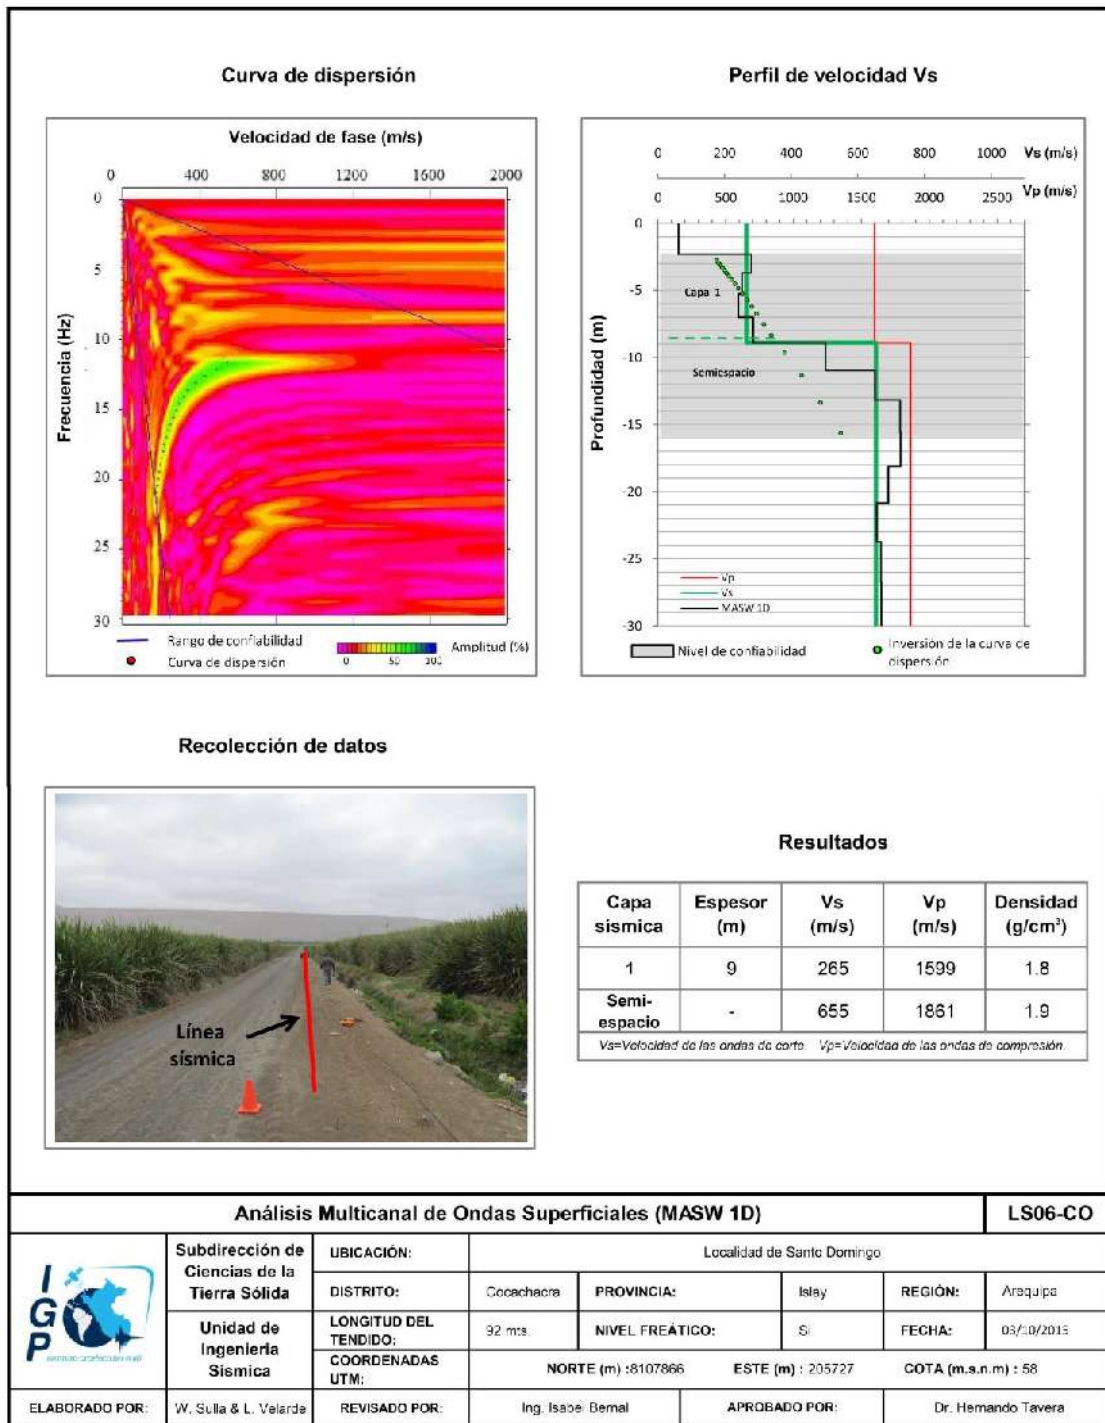 Curva de dispersión
Velocidad de fase (m/s)
0 400 800 1200 1600 2000
Frecuencia (Hz)
0
5
10
15
20
25
30
Rango de confiabilidad
Curva de dispersión
Amplitud (%)
0 50 100
Perfil de velocidad Vs
0 200 400 600 800 1000 Vs (m/s)
Vp (m/s)
0 500 1000 1500 2000 2500
Profundidad (m)
0
-5
-10
-15
-20
-25
-30
Capa 1
Semiespacio
Vp
Vs
MASW 1D
Nivel de confiabilidad
Inversión de la curva de
dispersión
Recolección de datos
Línea
sísmica
Resultados
Capa sismica Espesor (m) Vs (m/s) Vp (m/s) Densidad (g/cm³)
1 9 265 1599 1.8
Semi-espacio - 655 1861 1.9
Vs=Velocidad de las ondas de corte. Vp=Velocidad de las ondas de compresión.
Análisis Multicanal de Ondas Superficiales (MASW 1D) LS06-CO
IGP
Subdirección de
Ciencias de la
Tierra Sólida
Unidad de
Ingenieria
Sismica
UBICACIÓN: Localidad de Santo Domingo
DISTRITO: Cocachacra PROVINCIA: Islay REGIÓN: Arequipa
LONGITUD DEL TENDIDO: 92 mts. NIVEL FREÁTICO: Si FECHA: 03/10/2015
COORDENADAS UTM: NORTE (m) :8107866 ESTE (m) : 205727 COTA (m.s.n.m) : 58
ELABORADO POR: W. Sulla & L. Velarde REVISADO POR: Ing. Isabel Bernal APROBADO POR: Dr. Hernando Tavera